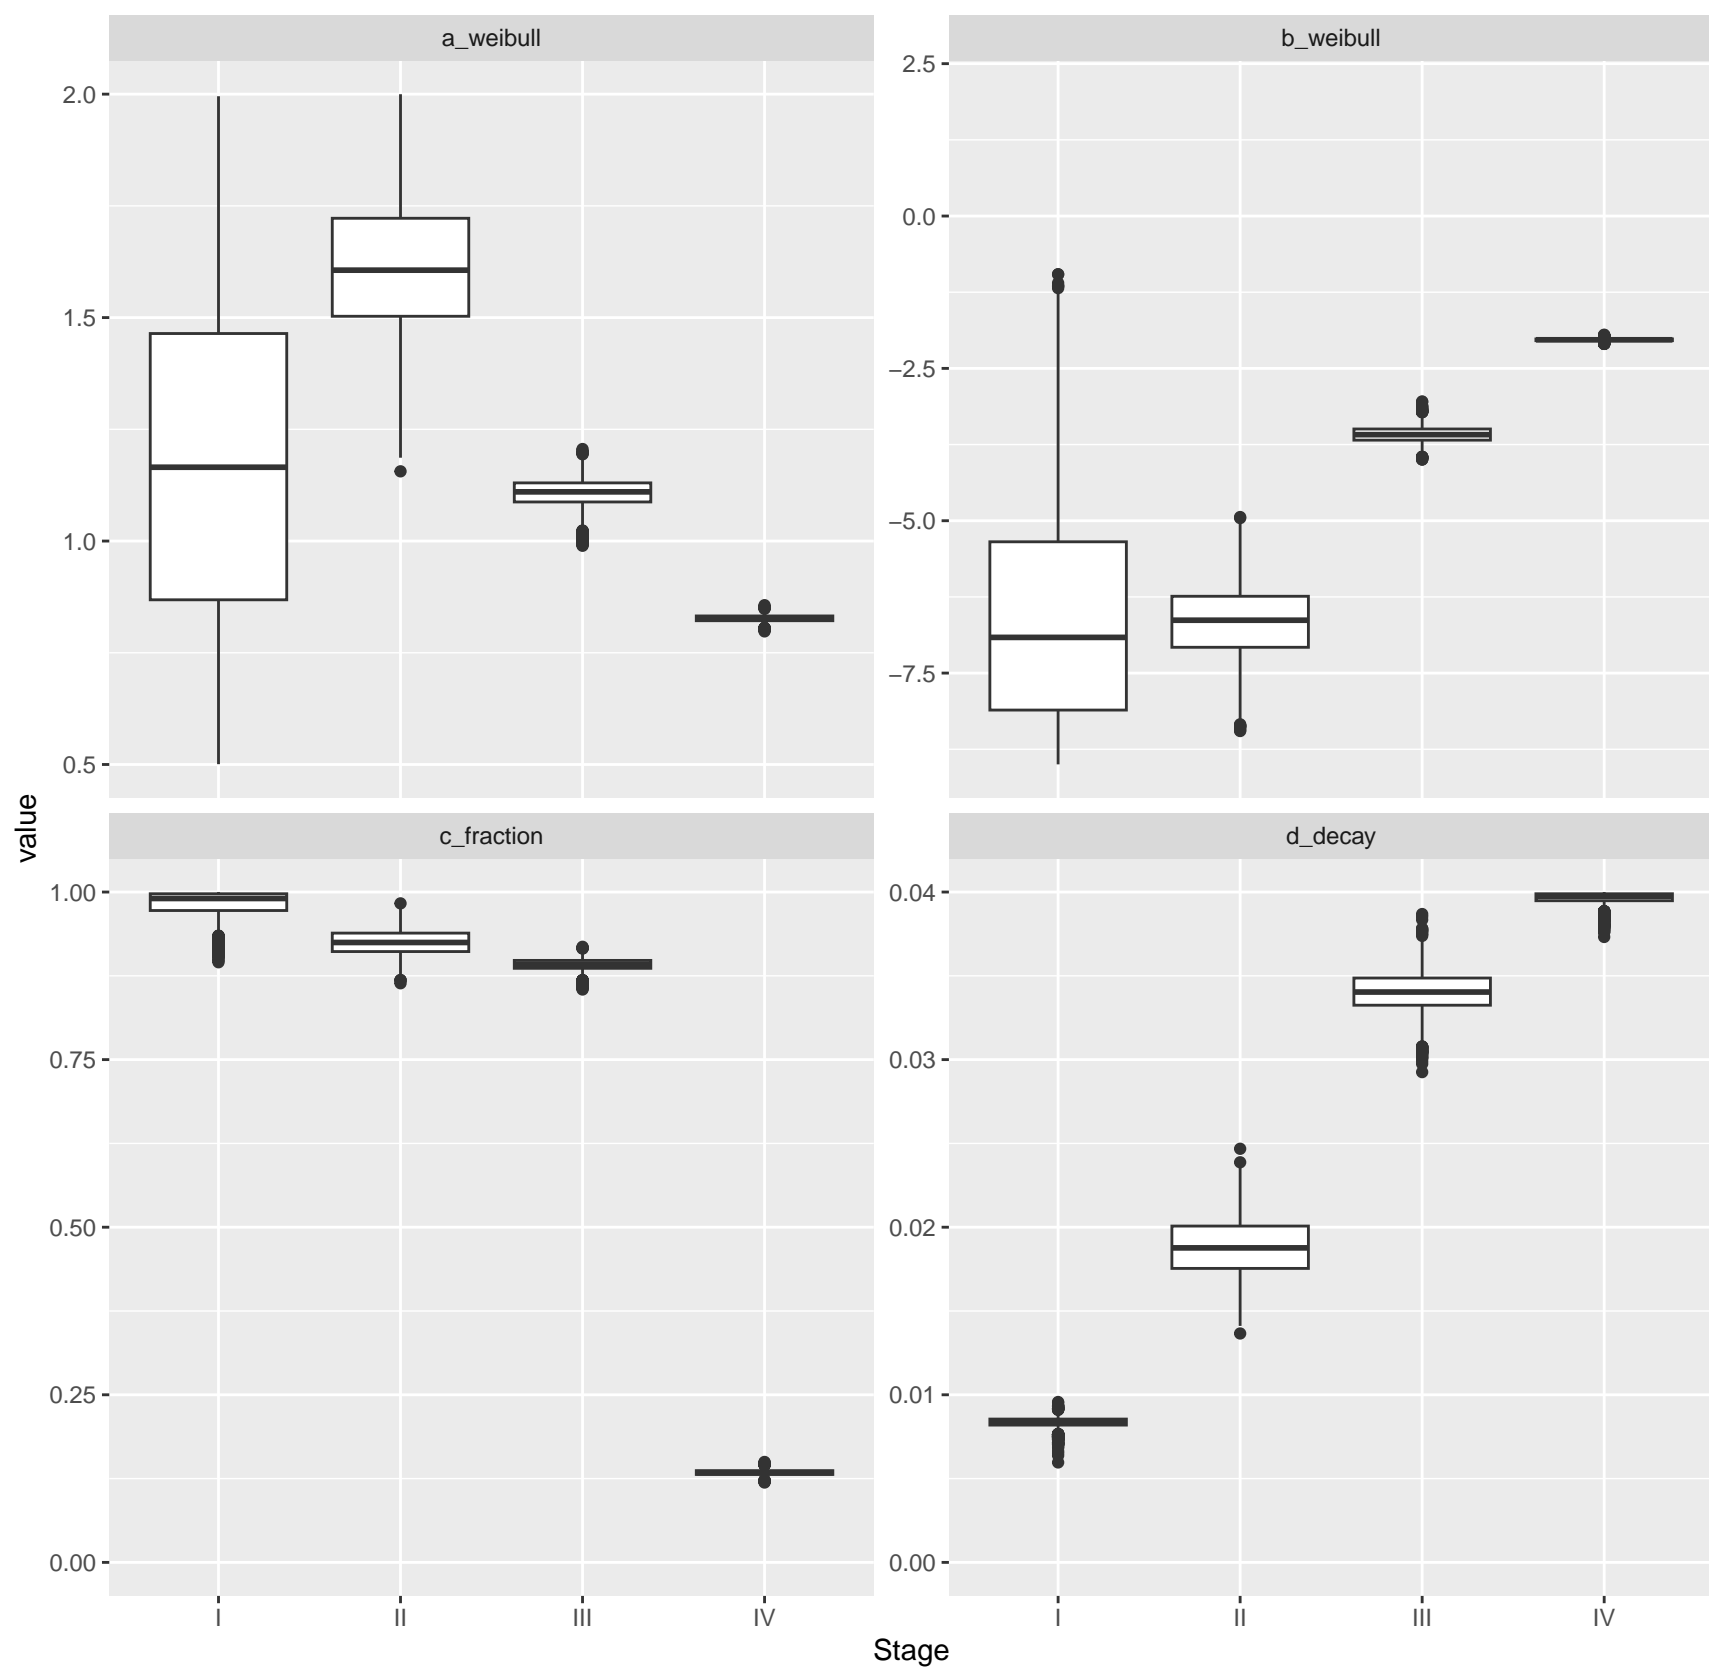 a_weibull
b_weibull
2.0
1.5
1.0
0.5
2.5
0.0
−2.5
−5.0
−7.5
value
c_fraction
d_decay
1.00
0.75
0.50
0.25
0.00
0.04
0.03
0.02
0.01
0.00
I II III IV
I II III IV
Stage